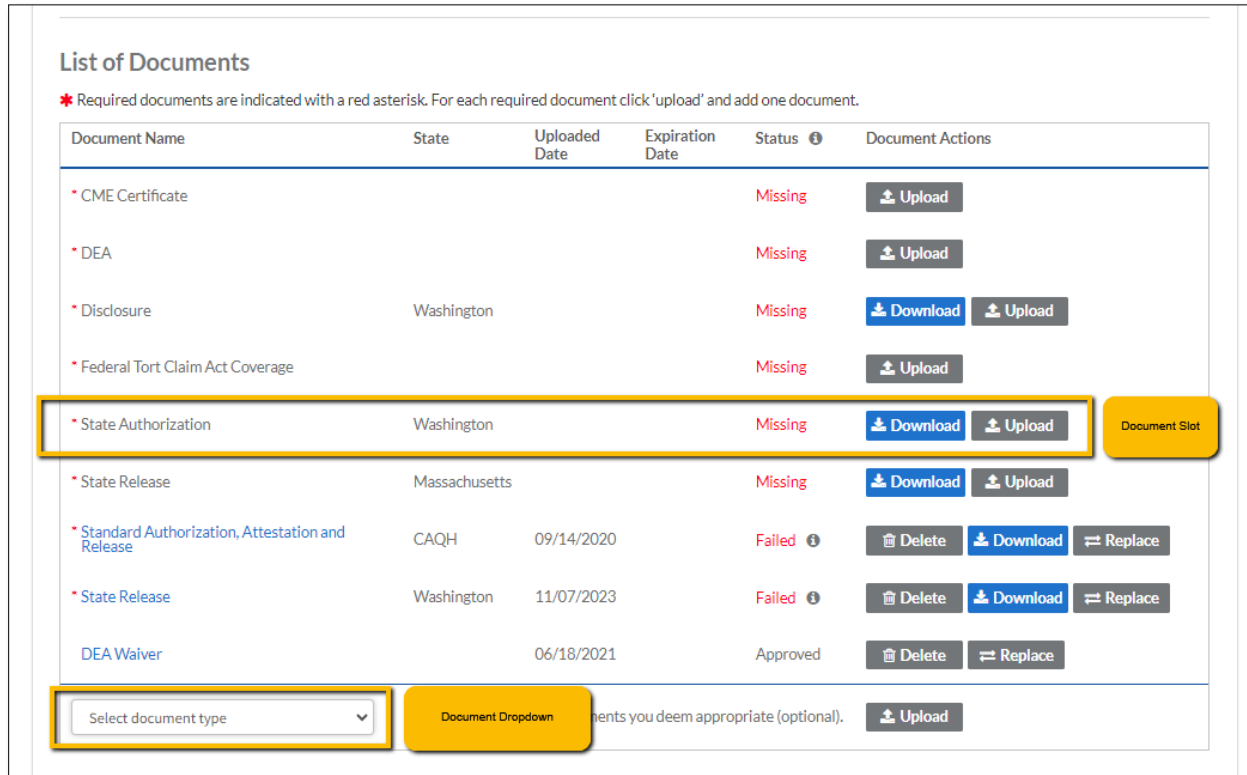 List of Documents
* Required documents are indicated with a red asterisk. For each required document click 'upload' and add one document.
Document Name State Uploaded Date Expiration Date Status Document Actions
* CME Certificate Missing Upload
* DEA Missing Upload
* Disclosure Washington Missing Download Upload
* Federal Tort Claim Act Coverage Missing Upload
* State Authorization Washington Missing Download Upload Document Slot
* State Release Massachusetts Missing Download Upload
* Standard Authorization, Attestation and Release CAQH 09/14/2020 Failed Delete Download Replace
* State Release Washington 11/07/2023 Failed Delete Download Replace
DEA Waiver 06/18/2021 Approved Delete Replace
Select document type Document Dropdown you deem appropriate (optional). Upload